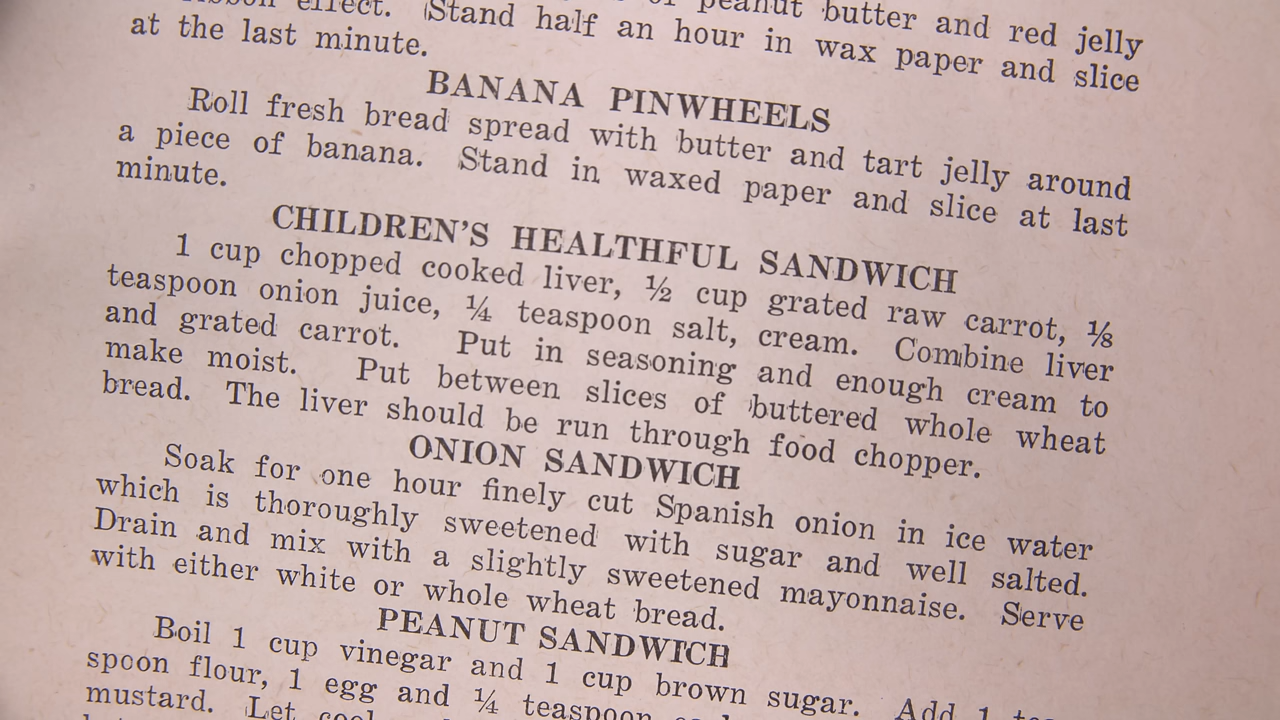 effect. Stand half an hour in wax paper and slice
peanut butter and red jelly
at the last minute.
BANANA PINWHEELS
Roll fresh bread spread with butter and tart jelly around
a piece of banana. Stand in waxed paper and slice at last
minute.
CHILDREN'S HEALTHFUL SANDWICH
1 cup chopped cooked liver, ½ cup grated raw carrot, ⅛
teaspoon onion juice, ¼ teaspoon salt, cream. Combine liver
and grated carrot. Put in seasoning and enough cream to
make moist. Put between slices of buttered whole wheat
bread. The liver should be run through food chopper.
ONION SANDWICH
Soak for one hour finely cut Spanish onion in ice water
which is thoroughly sweetened with sugar and well salted.
Drain and mix with a slightly sweetened mayonnaise. Serve
with either white or whole wheat bread.
PEANUT SANDWICH
Boil 1 cup vinegar and 1 cup brown sugar. Add 1
spoon flour, 1 egg and ¼ teaspoon
mustard. Let